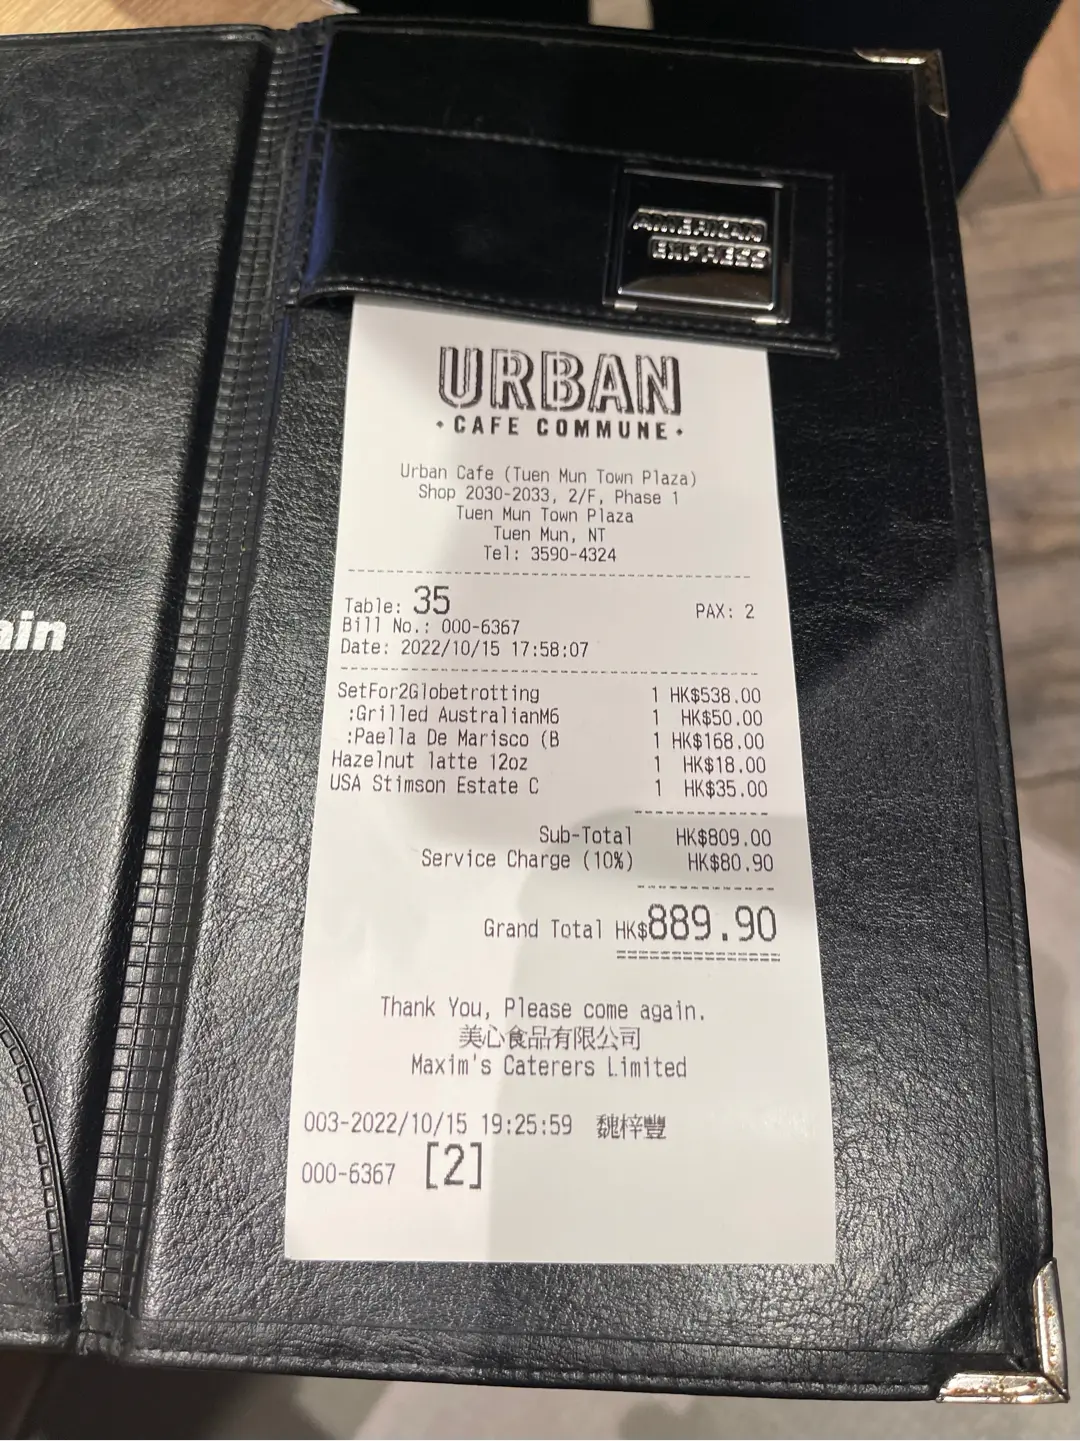 AMERICAN
EXPRESS
ain
URBAN
• CAFE COMMUNE •
Urban Cafe (Tuen Mun Town Plaza)
Shop 2030-2033, 2/F, Phase 1
Tuen Mun Town Plaza
Tuen Mun, NT
Tel: 3590-4324
Table: 35 PAX: 2
Bill No.: 000-6367
Date: 2022/10/15 17:58:07
SetFor2Globetrotting 1 HK$538.00
:Grilled AustralianM6 1 HK$50.00
:Paella De Marisco (B 1 HK$168.00
Hazelnut latte 12oz 1 HK$18.00
USA Stimson Estate C 1 HK$35.00
Sub-Total HK$809.00
Service Charge (10%) HK$80.90
Grand Total HK$889.90
Thank You, Please come again.
美心食品有限公司
Maxim's Caterers Limited
003-2022/10/15 19:25:59 魏梓豐
000-6367 [2]